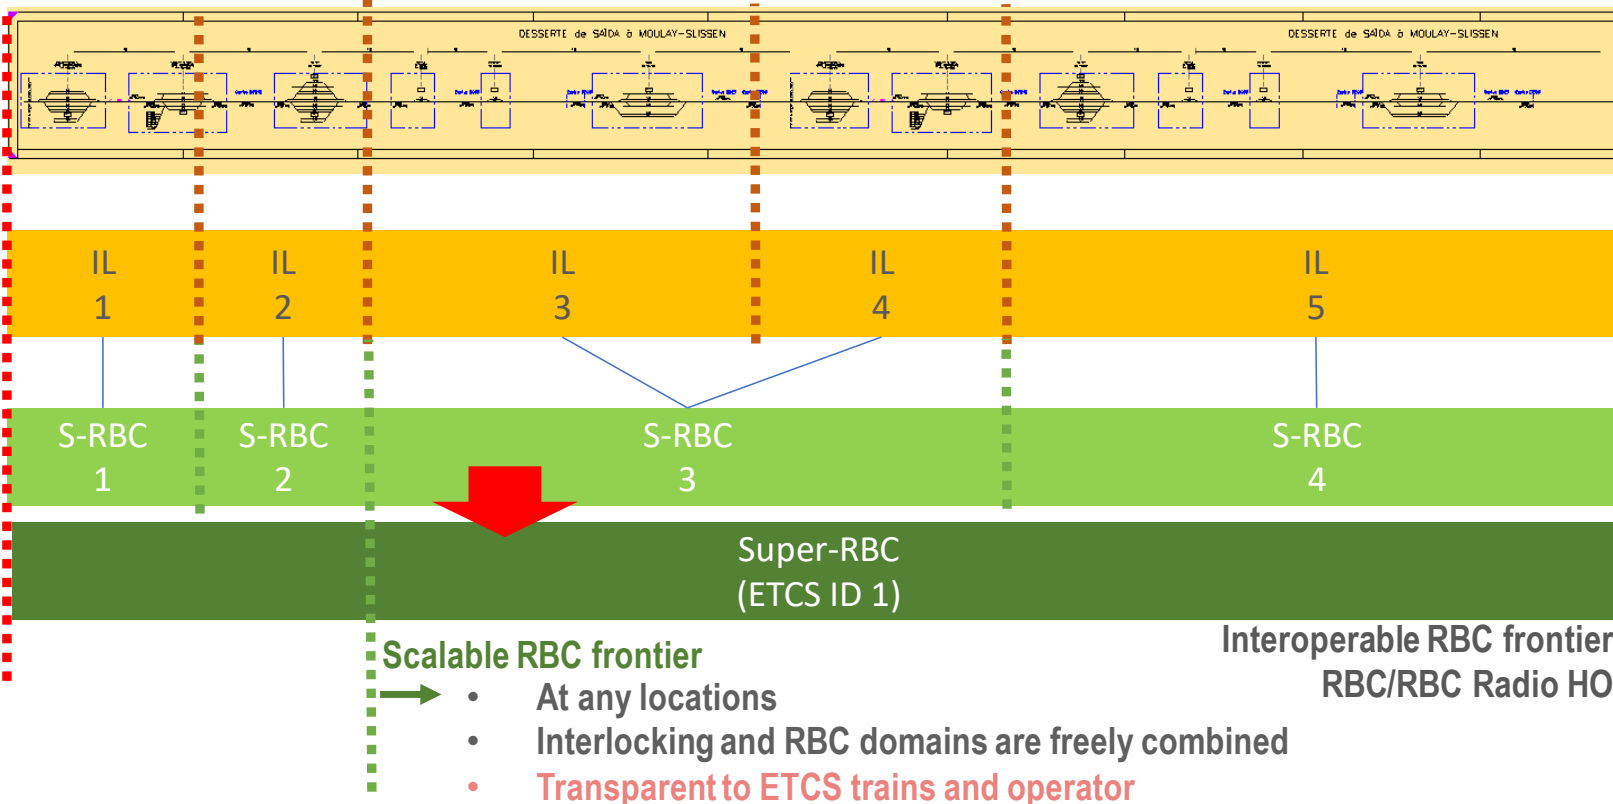 DESSERTE de SAÏDA à MOULAY-SLISSEN
DESSERTE de SAÏDA à MOULAY-SLISSEN
IL
1
IL
2
IL
3
IL
4
IL
5
S-RBC
1
S-RBC
2
S-RBC
3
S-RBC
4
Super-RBC
(ETCS ID 1)
Interoperable RBC frontier
RBC/RBC Radio HO
Scalable RBC frontier
• At any locations
• Interlocking and RBC domains are freely combined
• Transparent to ETCS trains and operator